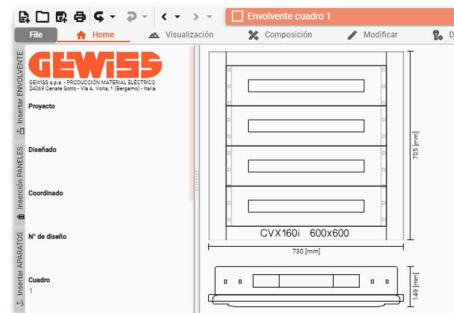 Envolvente cuadro 1
File
Home
Visualización
Composición
Modificar
D
Insertar ENVOLVENTE
Inserción PANELES
Insertar APARATOS
GEWISS
GEWISS s.p.a. - PRODUCCIÓN MATERIAL ELÉCTRICO
24069 Cenate Sotto - Vía A. Volta, 1 (Bergamo) - Italia
Proyecto
Diseñado
Coordinado
N° de diseño
Cuadro
1
705 [mm]
CVX160i 600x600
730 [mm]
149 [mm]